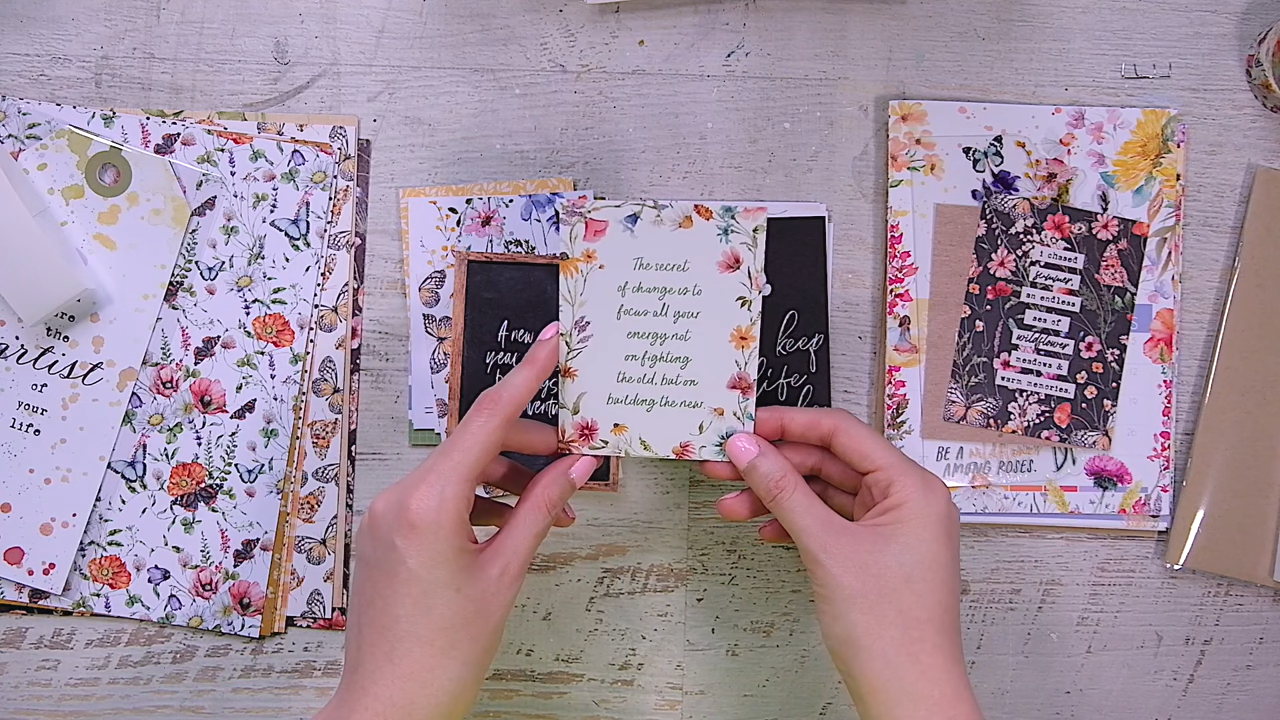 the
artist
of
your
life
A new
year
The secret
of change is to
focus all your
energy not
on fighting
the old, but on
building the new.
keep
life
i chased
an endless
sea of
wildflower
meadows &
warm memories.
BE A wildflower
AMONG ROSES.